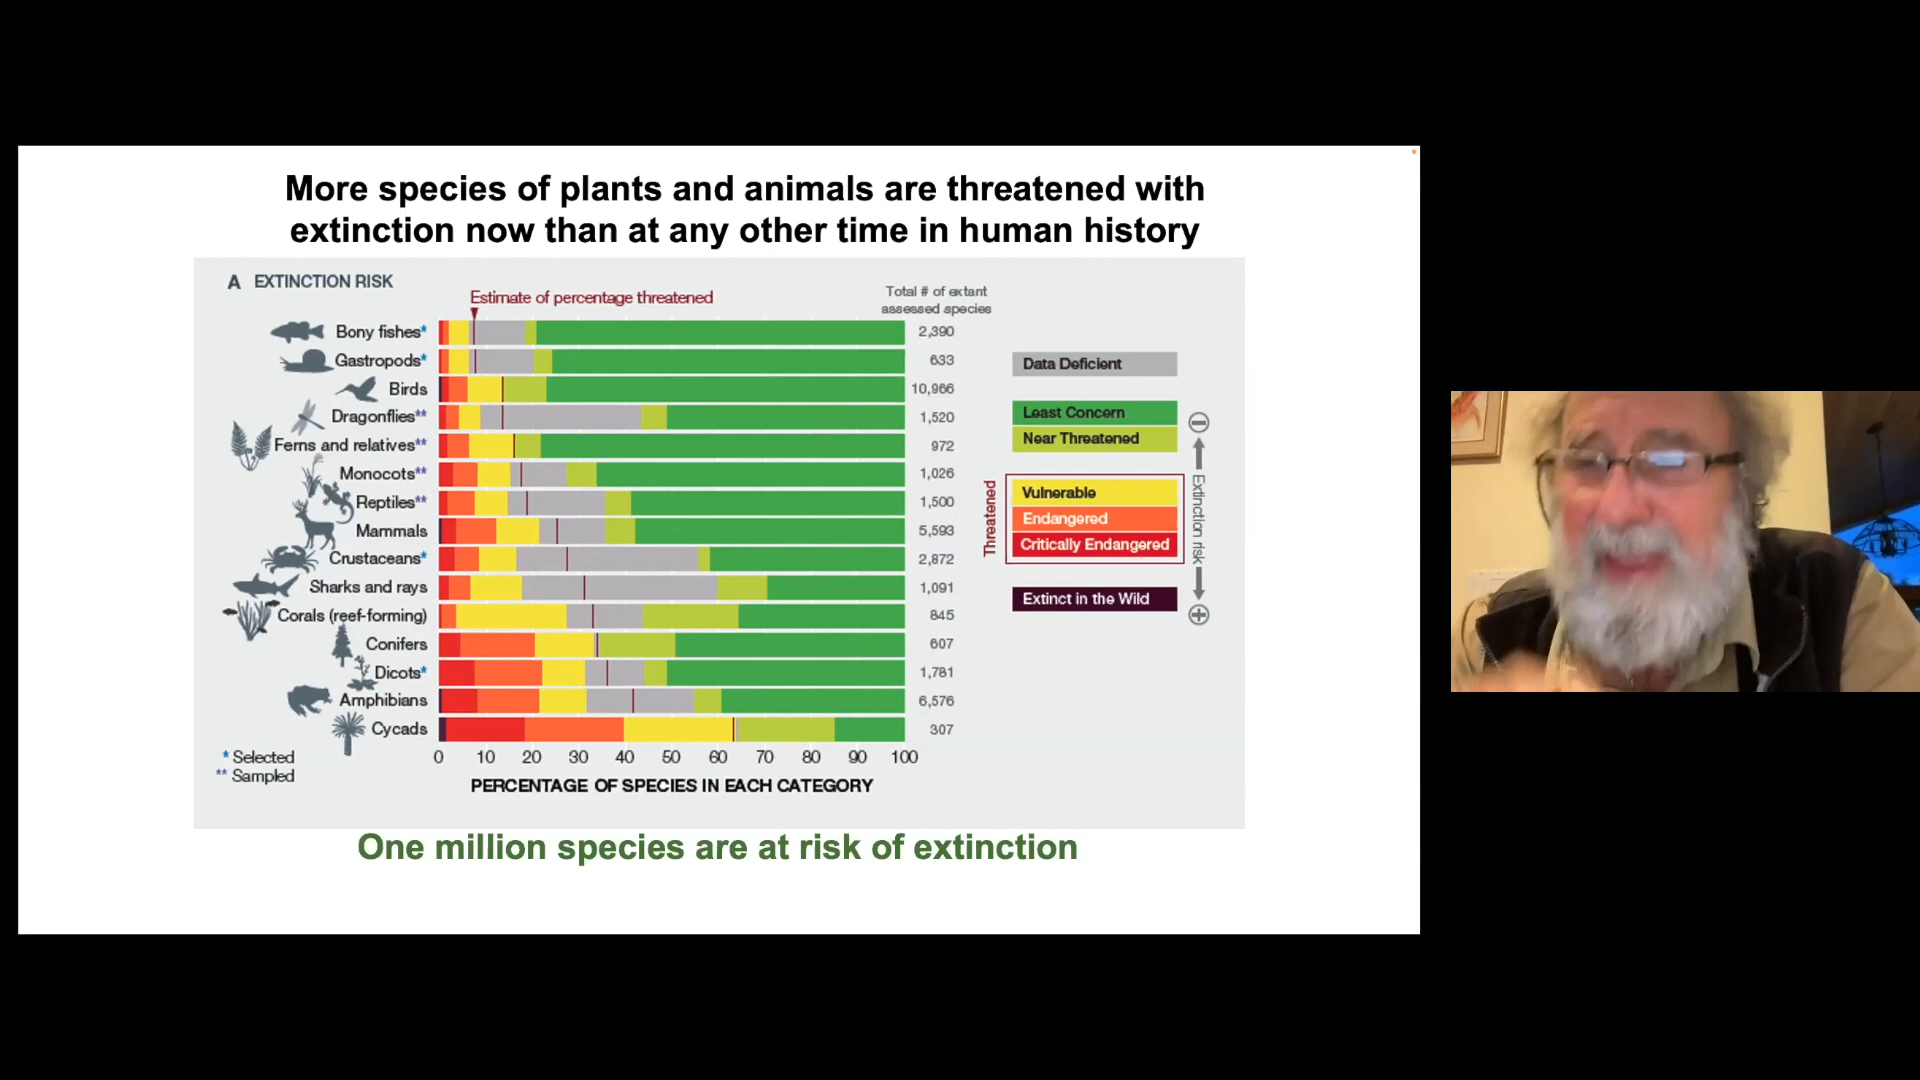 More species of plants and animals are threatened with
extinction now than at any other time in human history
A EXTINCTION RISK
Estimate of percentage threatened
Total # of extant
assessed species
Bony fishes* 2,390
Gastropods* 633
Birds 10,966
Dragonflies** 1,520
Ferns and relatives** 972
Monocots** 1,026
Reptiles** 1,500
Mammals 5,593
Crustaceans* 2,872
Sharks and rays 1,091
Corals (reef-forming) 845
Conifers 607
Dicots* 1,781
Amphibians 6,576
Cycads 307
0 10 20 30 40 50 60 70 80 90 100
PERCENTAGE OF SPECIES IN EACH CATEGORY
* Selected
** Sampled
Data Deficient
Least Concern
Near Threatened
Threatened
Vulnerable
Endangered
Critically Endangered
Extinct in the Wild
Extinction risk
One million species are at risk of extinction